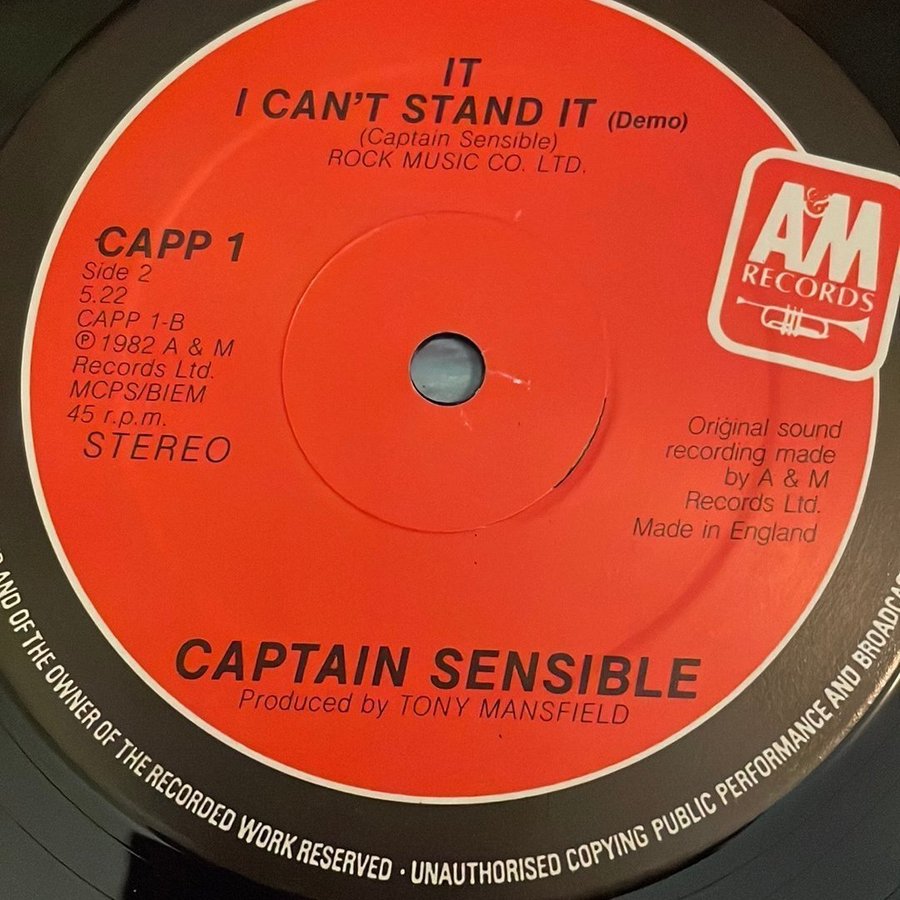 IT
I CAN'T STAND IT (Demo)
(Captain Sensible)
ROCK MUSIC CO. LTD.
A&M
RECORDS
CAPP 1
Side 2
5.22
CAPP 1-B
℗ 1982 A & M
Records Ltd.
MCPS/BIEM
45 r.p.m.
STEREO
Original sound
recording made
by A & M
Records Ltd.
Made in England
CAPTAIN SENSIBLE
Produced by TONY MANSFIELD
AND OF THE OWNER OF THE RECORDED WORK RESERVED · UNAUTHORISED COPYING PUBLIC PERFORMANCE AND BROADCA